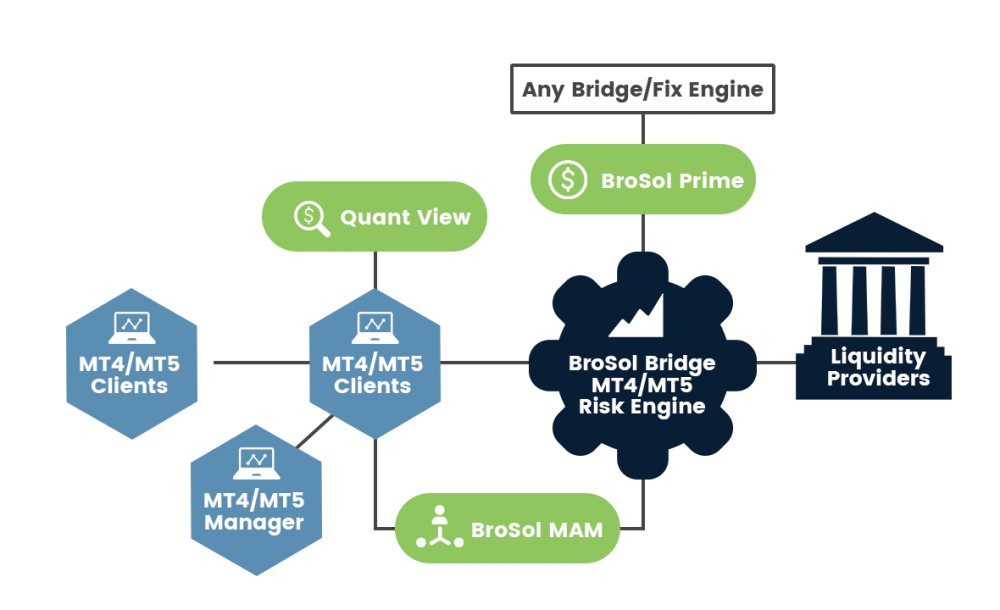 Any Bridge/Fix Engine
BroSol Prime
Quant View
MT4/MT5
Clients
MT4/MT5
Clients
BroSol Bridge
MT4/MT5
Risk Engine
Liquidity
Providers
MT4/MT5
Manager
BroSol MAM